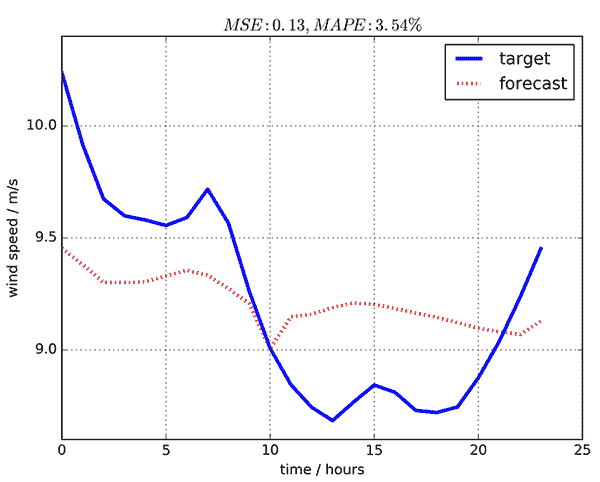 MSE: 0.13, MAPE: 3.54%
target
forecast
10.0
9.5
9.0
wind speed / m/s
0 5 10 15 20 25
time / hours